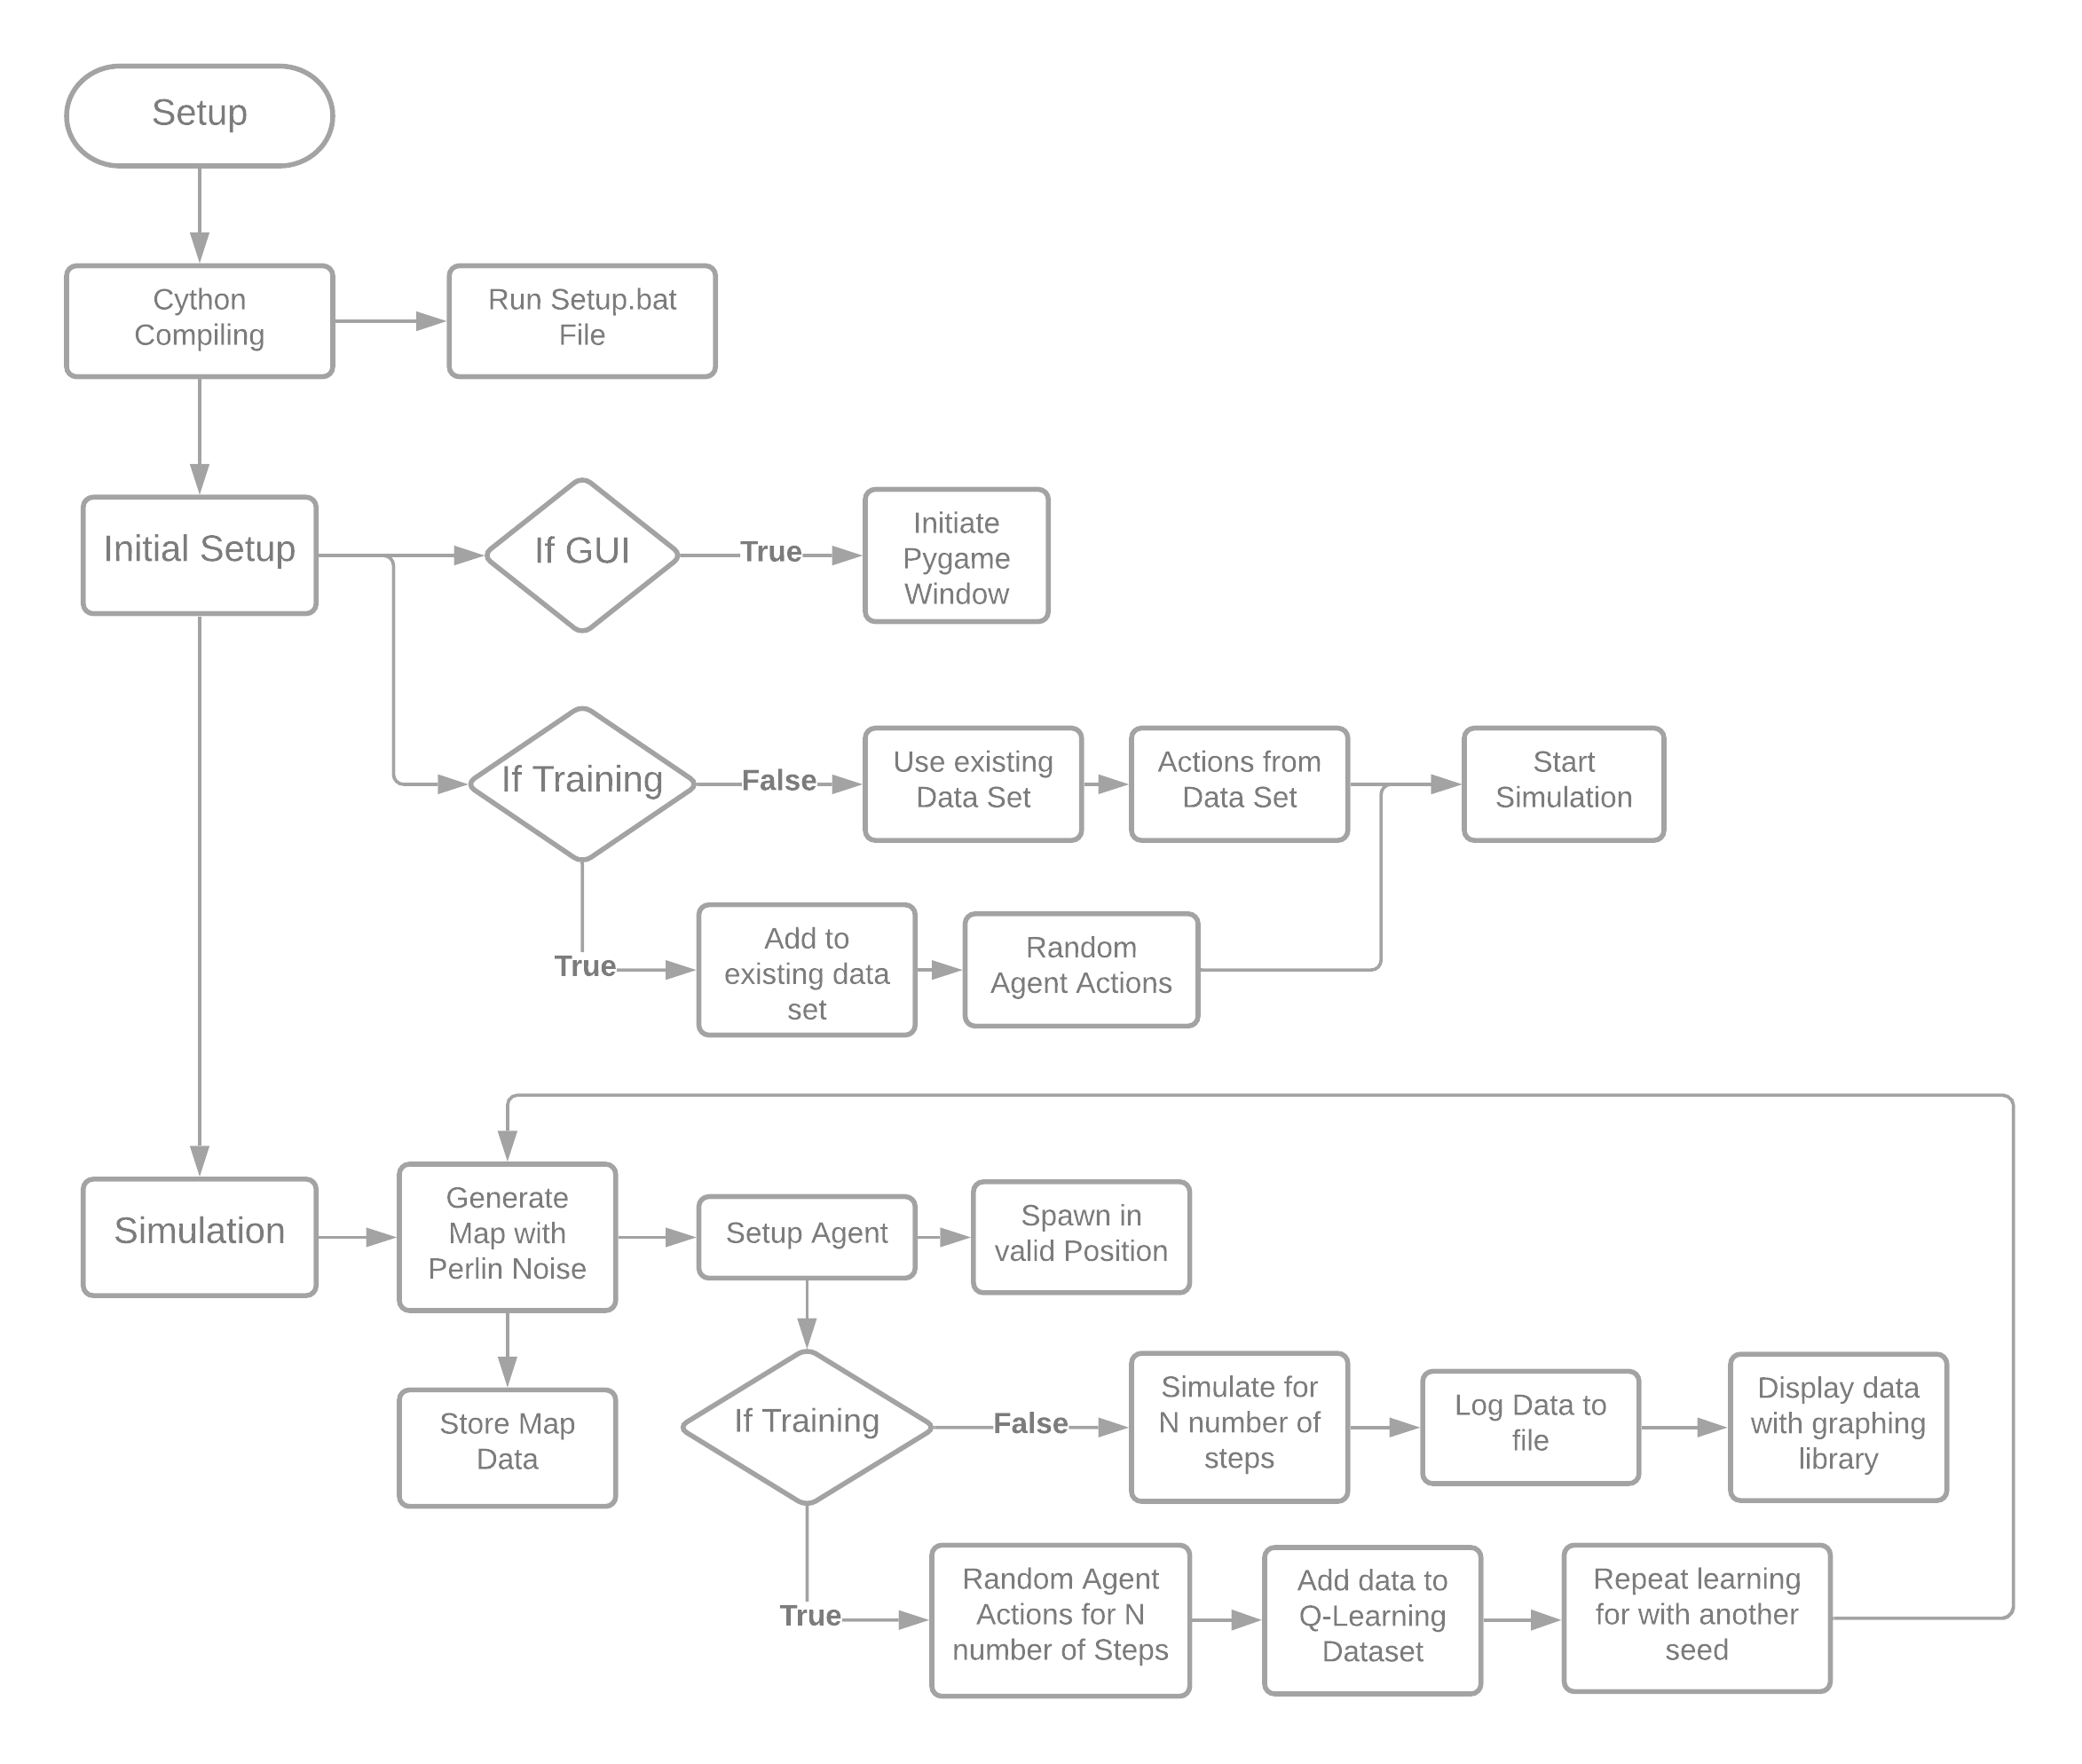 Setup
Cython
Compiling
Run Setup.bat
File
Initial Setup
If GUI
True
Initiate
Pygame
Window
If Training
False
Use existing
Data Set
Actions from
Data Set
Start
Simulation
True
Add to
existing data
set
Random
Agent Actions
Simulation
Generate
Map with
Perlin Noise
Setup Agent
Spawn in
valid Position
Store Map
Data
If Training
False
Simulate for
N number of
steps
Log Data to
file
Display data
with graphing
library
True
Random Agent
Actions for N
number of Steps
Add data to
Q-Learning
Dataset
Repeat learning
for with another
seed